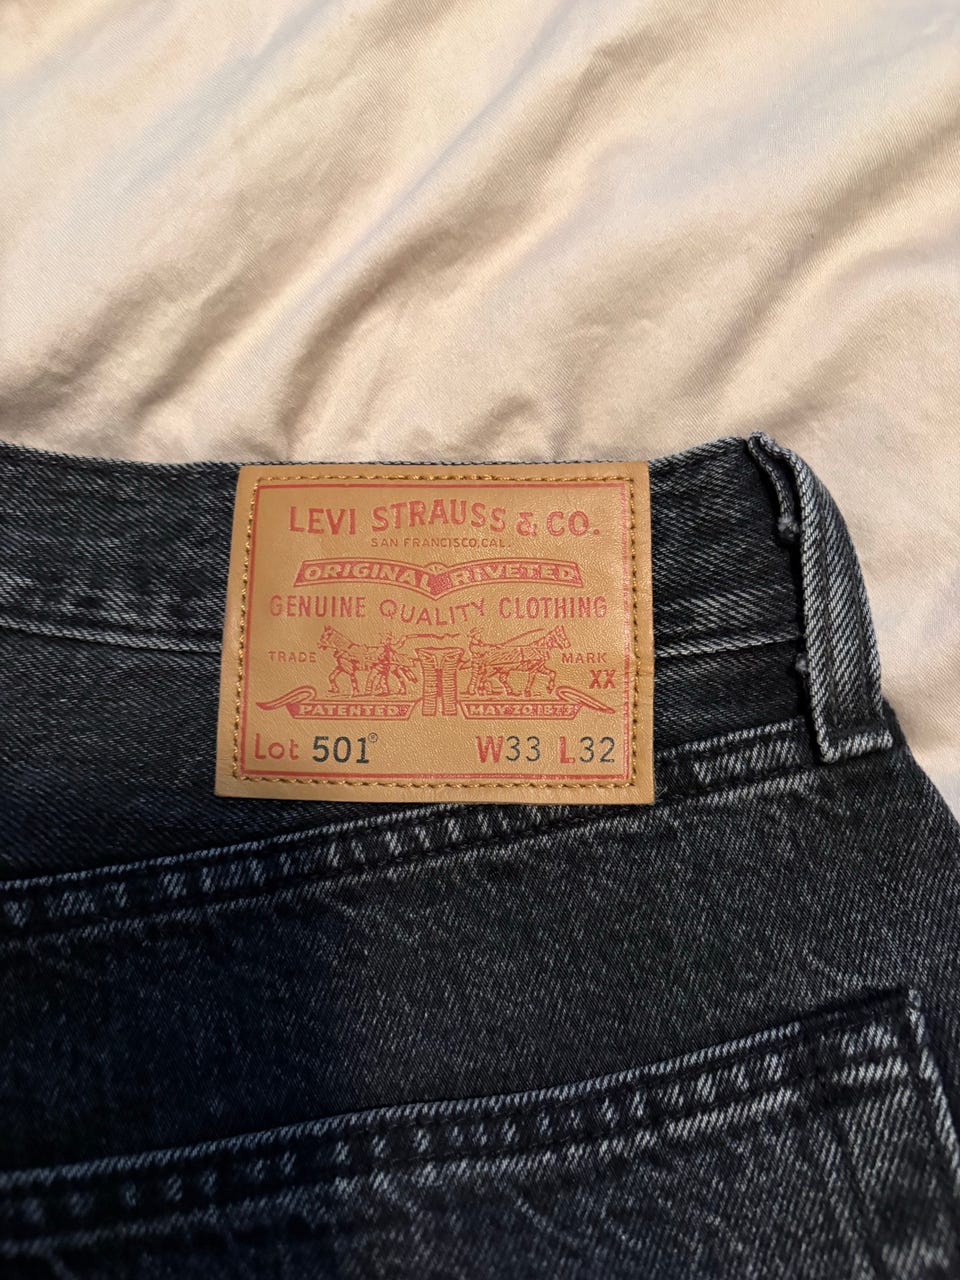 LEVI STRAUSS & CO.
SAN FRANCISCO, CAL.
ORIGINAL RIVETED
GENUINE QUALITY CLOTHING
TRADE MARK
XX
PATENTED MAY 20 1873
Lot 501® W33 L32